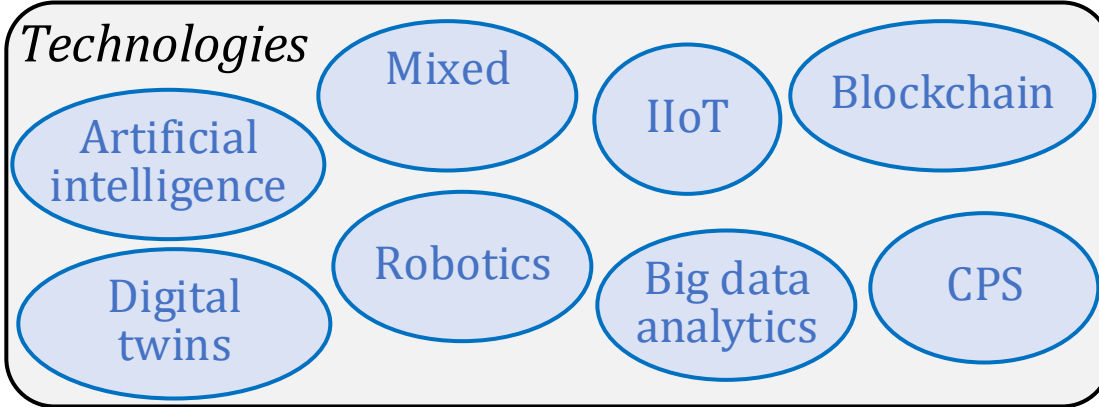 Technologies
Mixed
IIoT
Blockchain
Artificial
intelligence
Robotics
Big data
analytics
CPS
Digital
twins